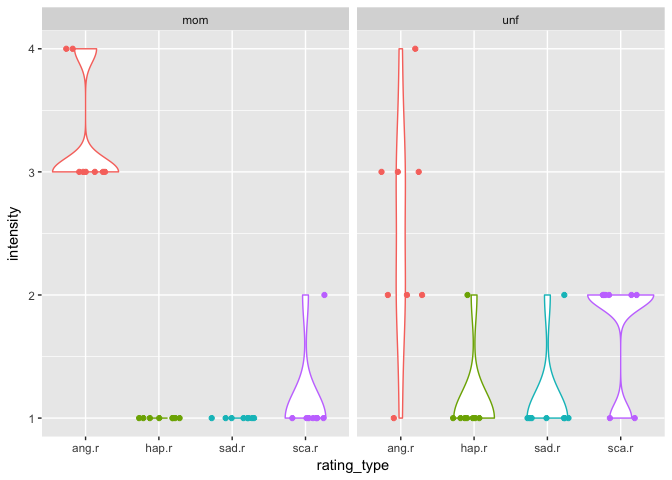 mom unf
intensity
4
3
2
1
ang.r hap.r sad.r sca.r ang.r hap.r sad.r sca.r
rating_type